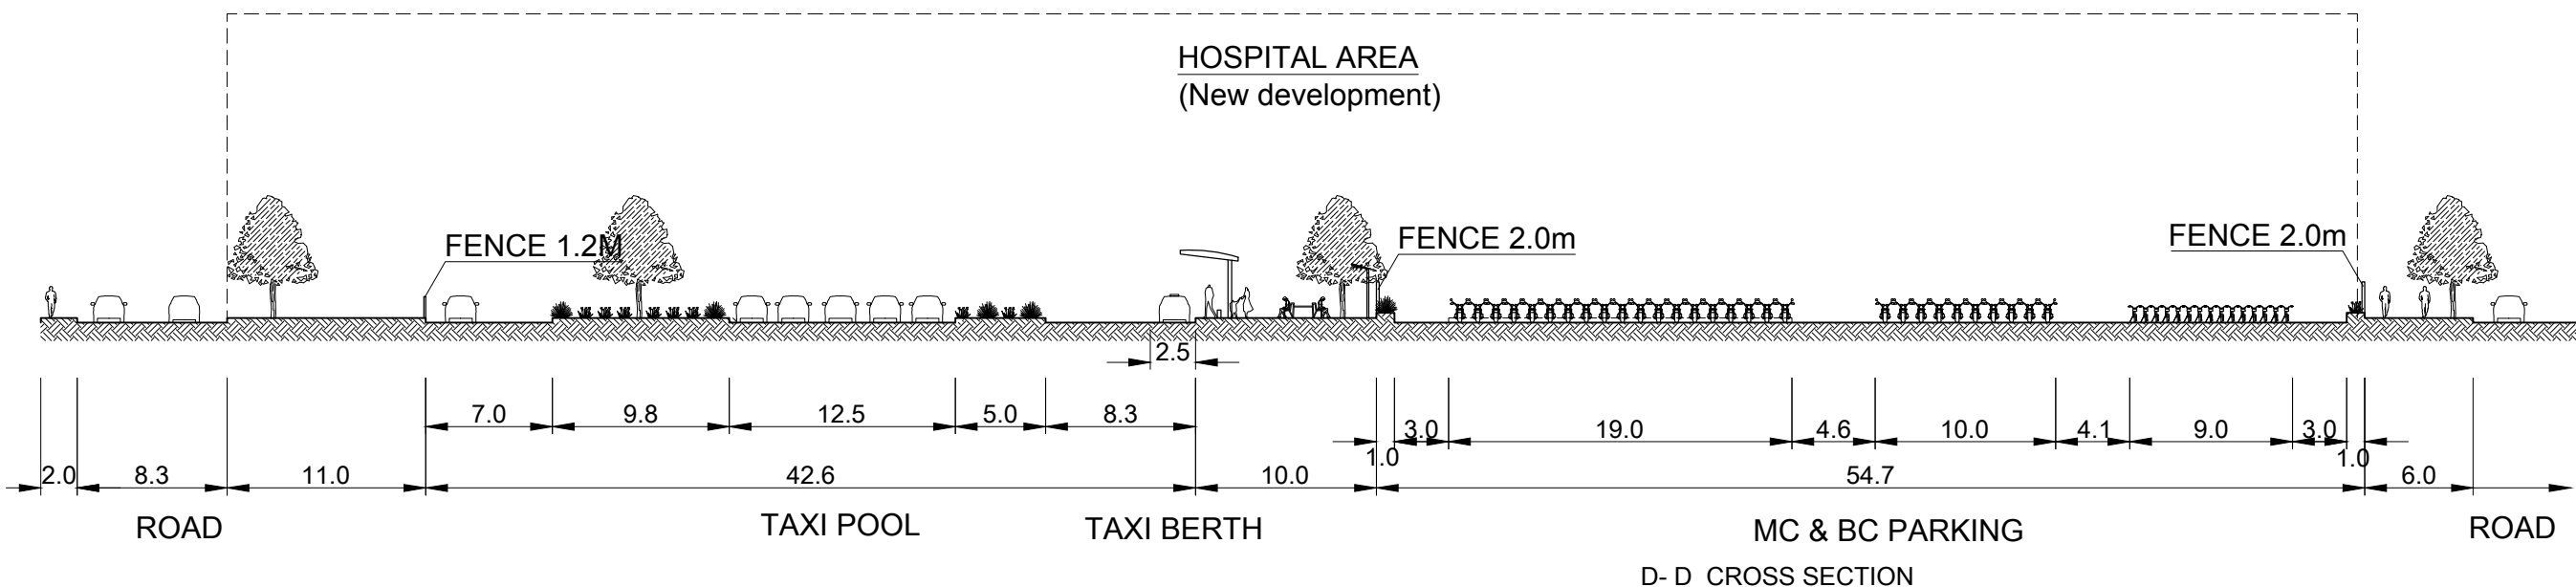 HOSPITAL AREA
(New development)
FENCE 1.2M
FENCE 2.0m
FENCE 2.0m
2.5
7.0 9.8 12.5 5.0 8.3
3.0 19.0 4.6 10.0 4.1 9.0 3.0
1.0 1.0
2.0 8.3 11.0 42.6 10.0 54.7 6.0
ROAD TAXI POOL TAXI BERTH MC & BC PARKING ROAD
D- D CROSS SECTION